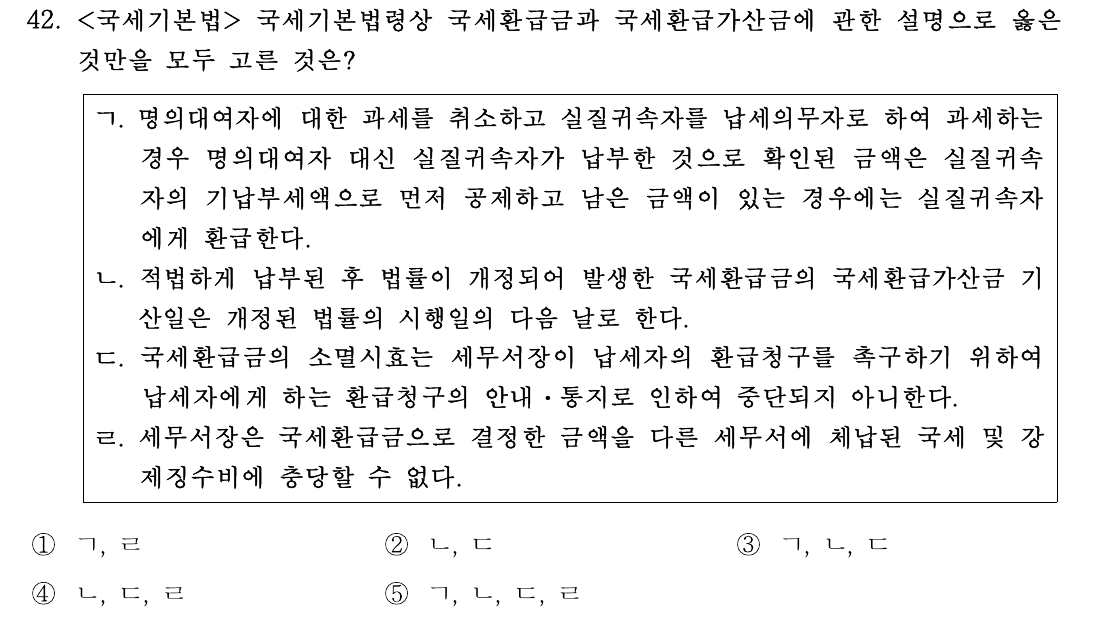 42. <국세기본법> 국세기본법령상 국세환급금과 국세환급가산금에 관한 설명으로 옳은
것만을 모두 고른 것은?
ㄱ. 명의대여자에 대한 과세를 취소하고 실질귀속자를 납세의무자로 하여 과세하는
경우 명의대여자 대신 실질귀속자가 납부한 것으로 확인된 금액은 실질귀속
자의 기납부세액으로 먼저 공제하고 남은 금액이 있는 경우에는 실질귀속자
에게 환급한다.
ㄴ. 적법하게 납부된 후 법률이 개정되어 발생한 국세환급금의 국세환급가산금 기
산일은 개정된 법률의 시행일의 다음 날로 한다.
ㄷ. 국세환급금의 소멸시효는 세무서장이 납세자의 환급청구를 촉구하기 위하여
납세자에게 하는 환급청구의 안내・통지로 인하여 중단되지 아니한다.
ㄹ. 세무서장은 국세환급금으로 결정한 금액을 다른 세무서에 체납된 국세 및 강
제징수비에 충당할 수 없다.
① ㄱ, ㄹ ② ㄴ, ㄷ ③ ㄱ, ㄴ, ㄷ
④ ㄴ, ㄷ, ㄹ ⑤ ㄱ, ㄴ, ㄷ, ㄹ